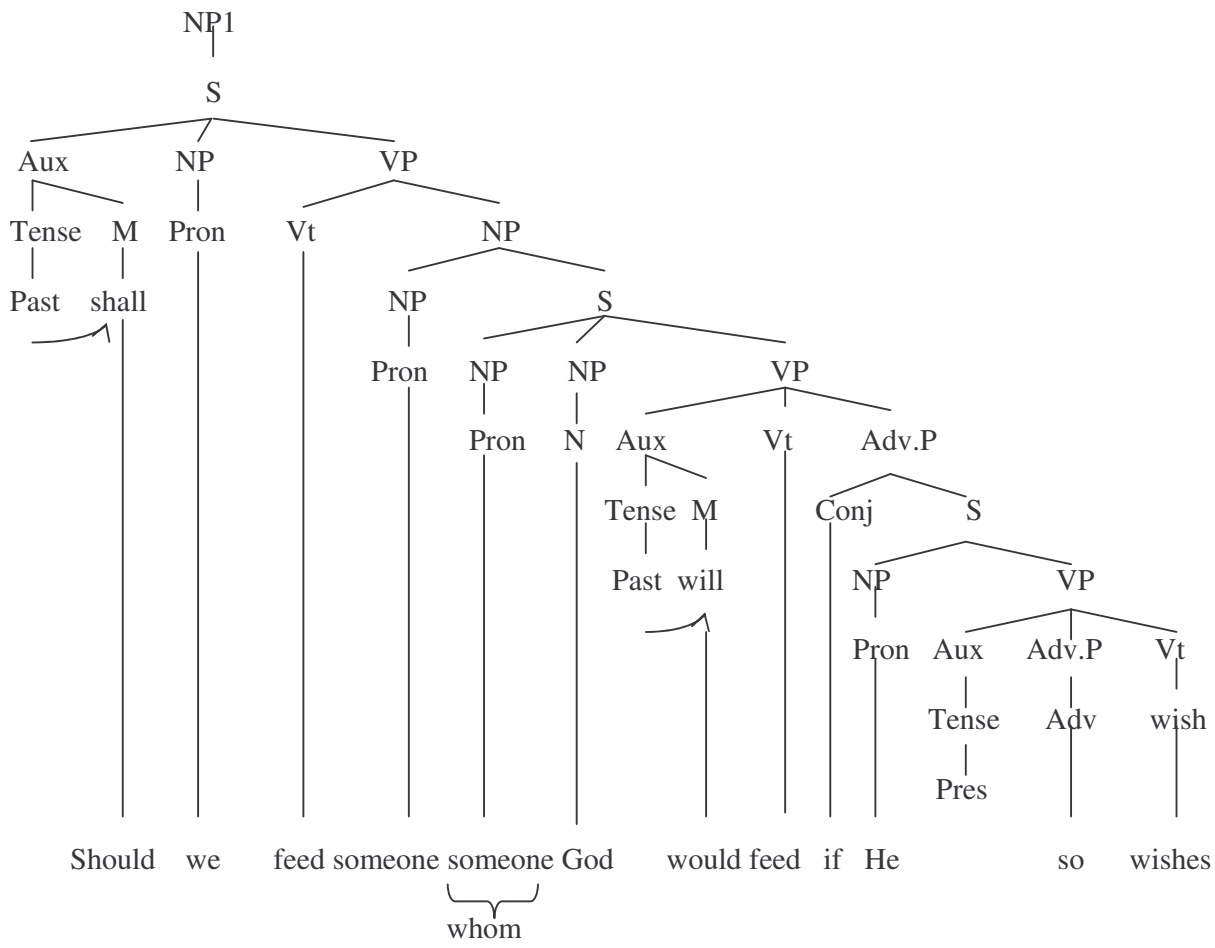 NP1
S
Aux NP VP
Tense M Pron Vt NP
Past shall NP S
Pron NP NP VP
Pron N Aux Vt Adv.P
Tense M Conj S
Past will NP VP
Pron Aux Adv.P Vt
Tense Adv wish
Pres
Should we feed someone someone God would feed if He so wishes
whom